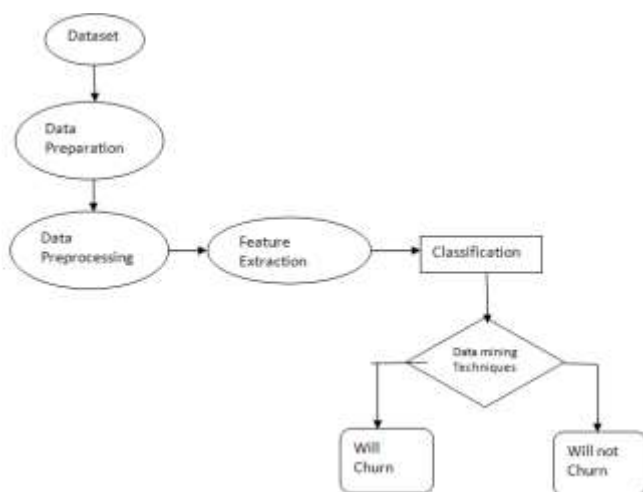 Dataset
Data
Preparation
Data
Preprocessing
Feature
Extraction
Classification
Data mining
Techniques
Will
Churn
Will not
Churn